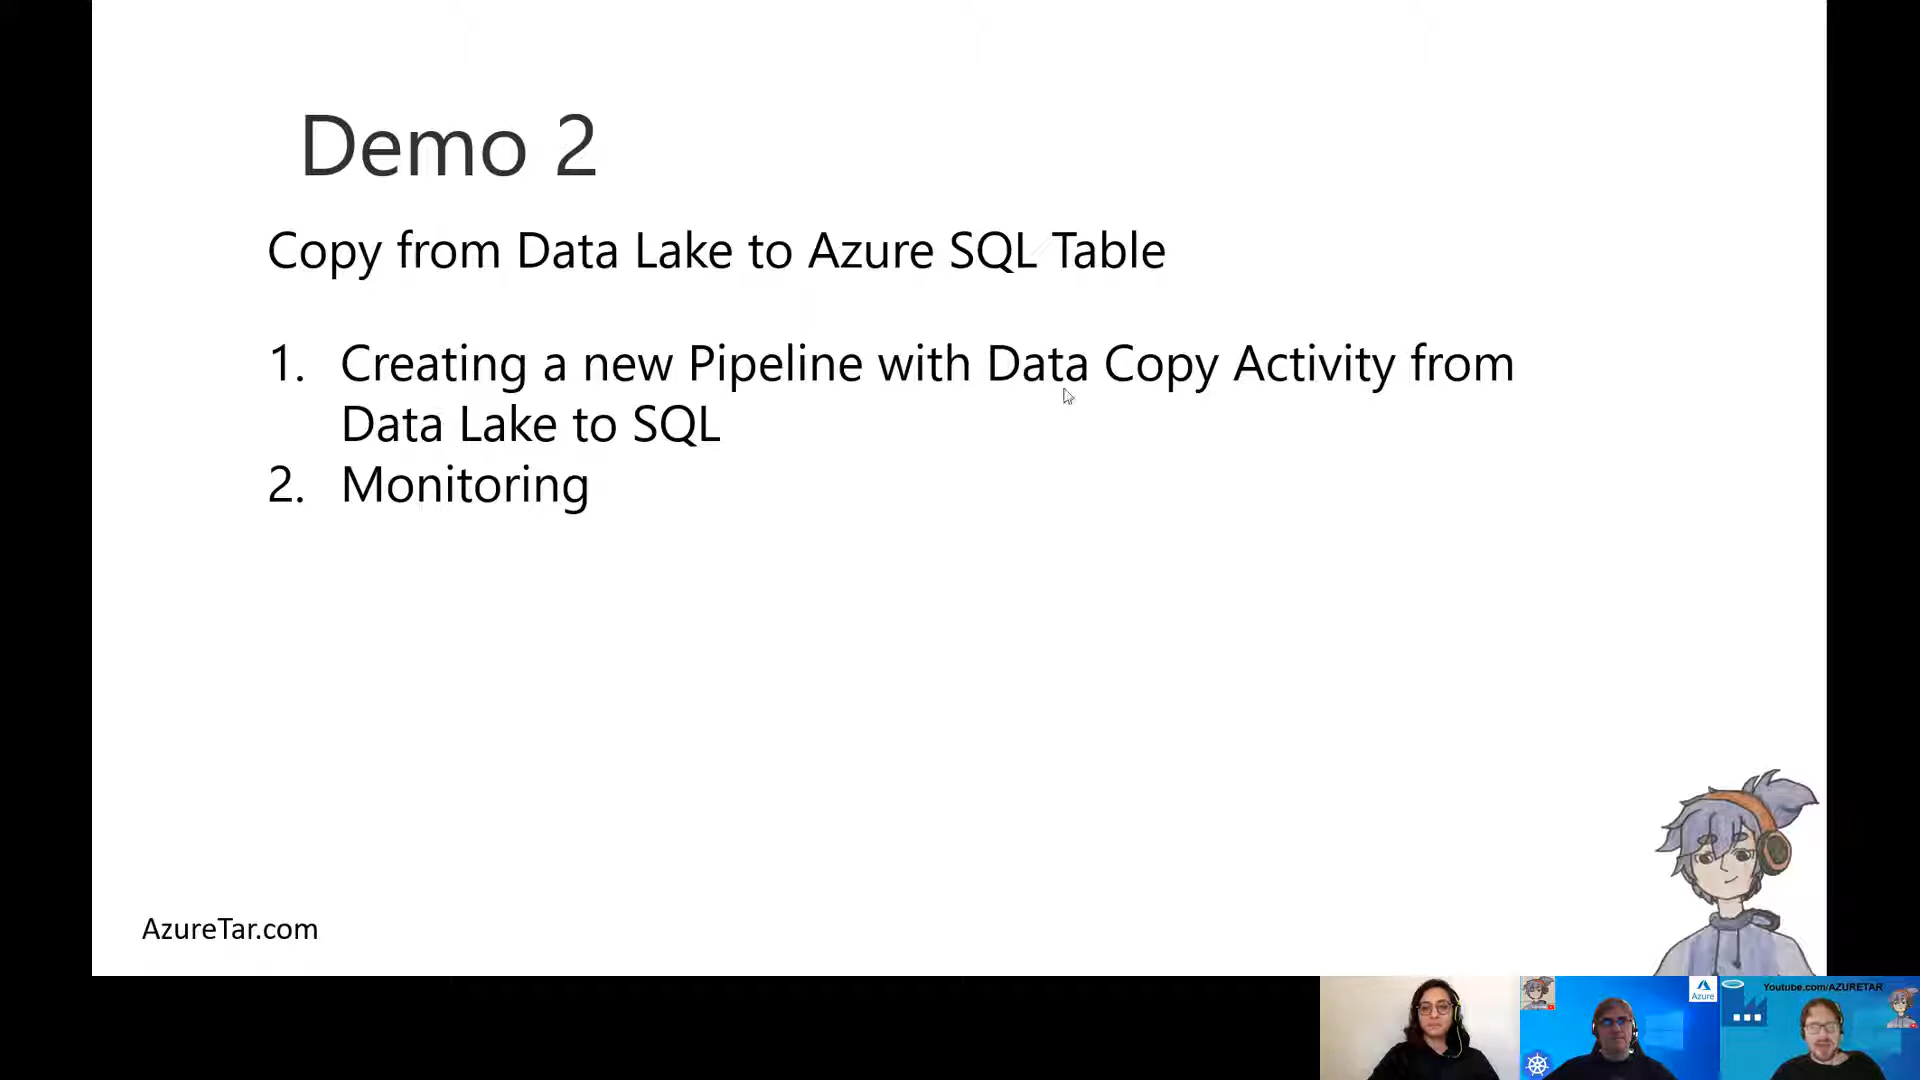 Demo 2
Copy from Data Lake to Azure SQL Table
1. Creating a new Pipeline with Data Copy Activity from
Data Lake to SQL
2. Monitoring
AzureTar.com
Azure
Youtube.com/AZURETAR